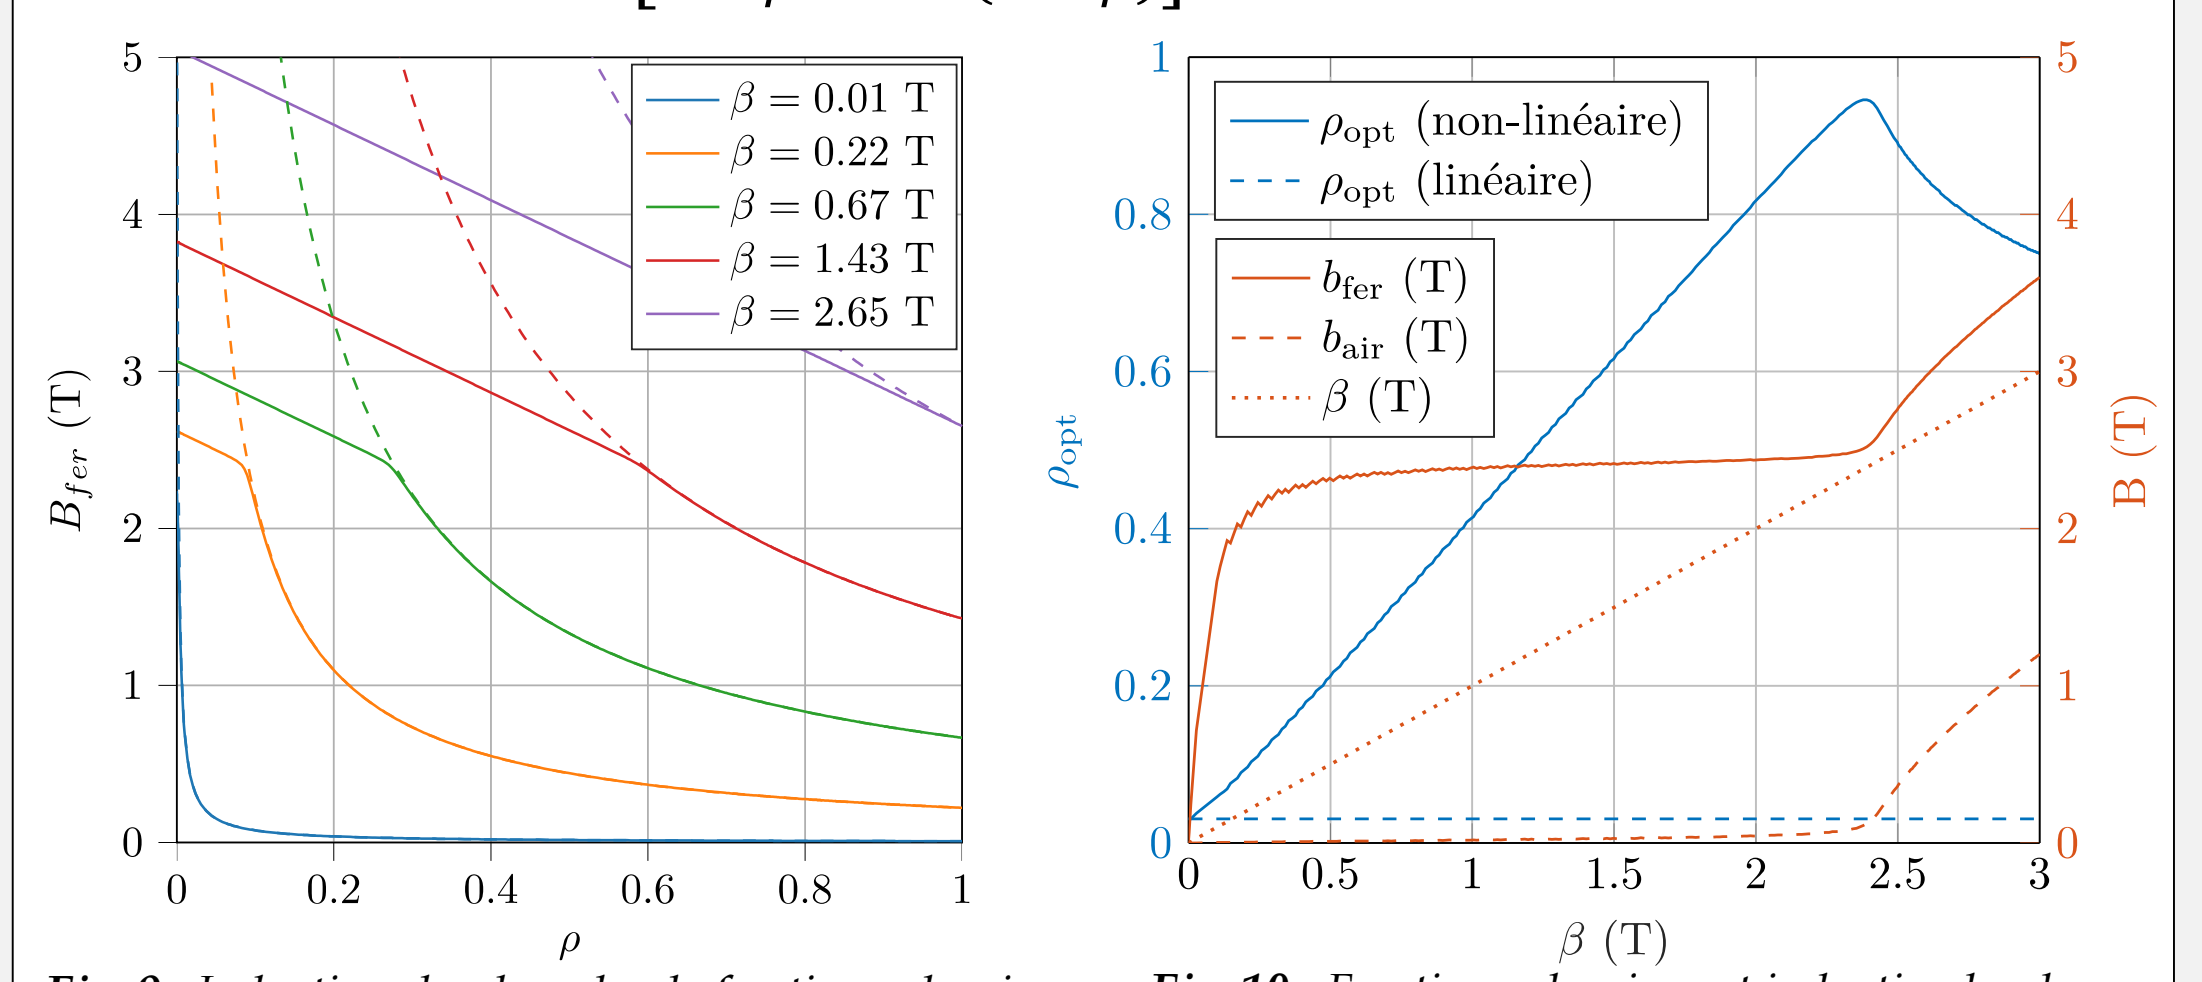 5
4
3
2
1
0
0 0.2 0.4 0.6 0.8 1
B_fer (T)
ρ
β = 0.01 T
β = 0.22 T
β = 0.67 T
β = 1.43 T
β = 2.65 T
1
0.8
0.6
0.4
0.2
0
ρ_opt
ρ_opt (non-linéaire)
ρ_opt (linéaire)
b_fer (T)
b_air (T)
β (T)
0 0.5 1 1.5 2 2.5 3
β (T)
5
4
3
2
1
0
B (T)